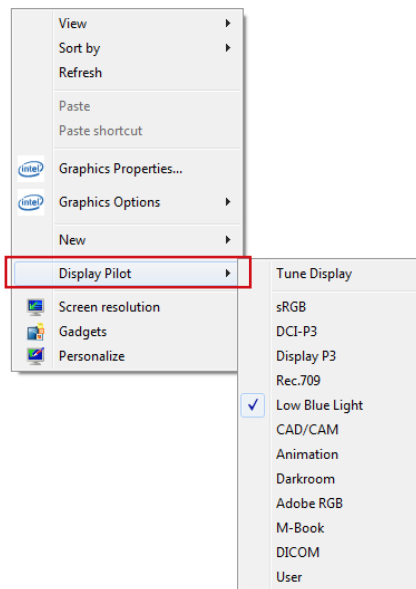 View
Sort by
Refresh
Paste
Paste shortcut
intel Graphics Properties...
intel Graphics Options
New
Display Pilot
Screen resolution
Gadgets
Personalize
Tune Display
sRGB
DCI-P3
Display P3
Rec.709
Low Blue Light
CAD/CAM
Animation
Darkroom
Adobe RGB
M-Book
DICOM
User